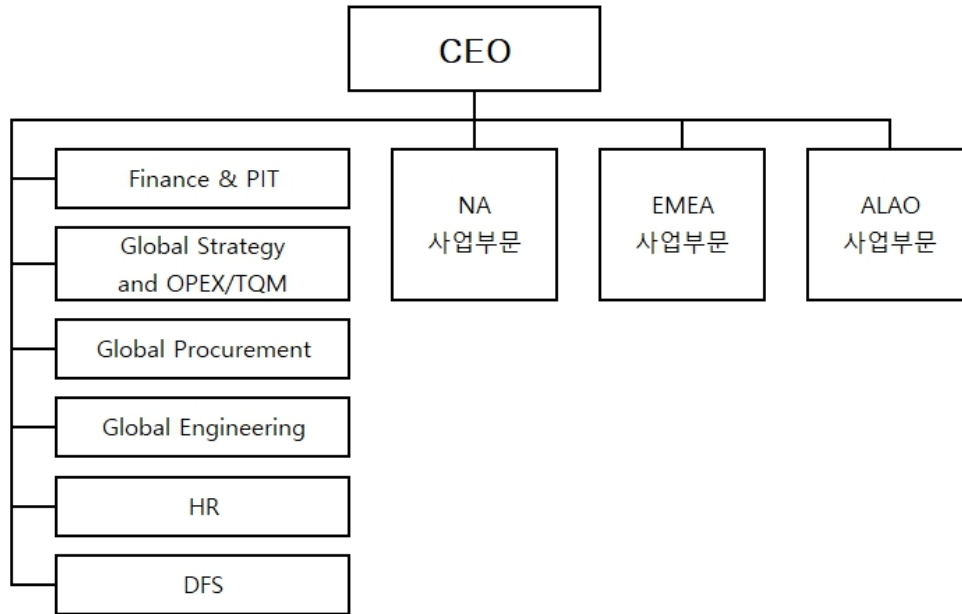 CEO
Finance & PIT
Global Strategy
and OPEX/TQM
Global Procurement
Global Engineering
HR
DFS
NA
사업부문
EMEA
사업부문
ALAO
사업부문